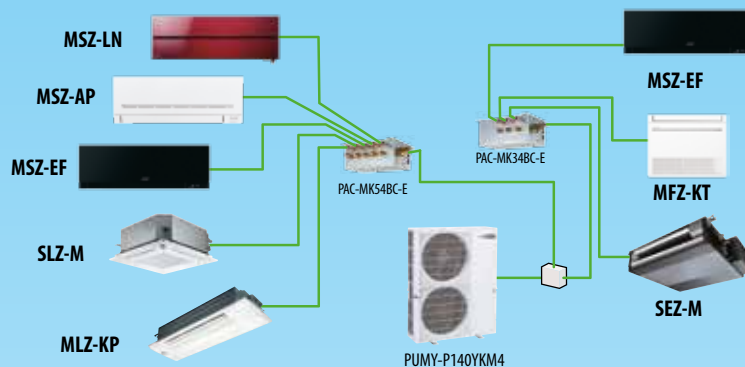 MSZ-LN
MSZ-AP
MSZ-EF
SLZ-M
MLZ-KP
PAC-MK54BC-E
PAC-MK34BC-E
PUMY-P140YKM4
MSZ-EF
MFZ-KT
SEZ-M